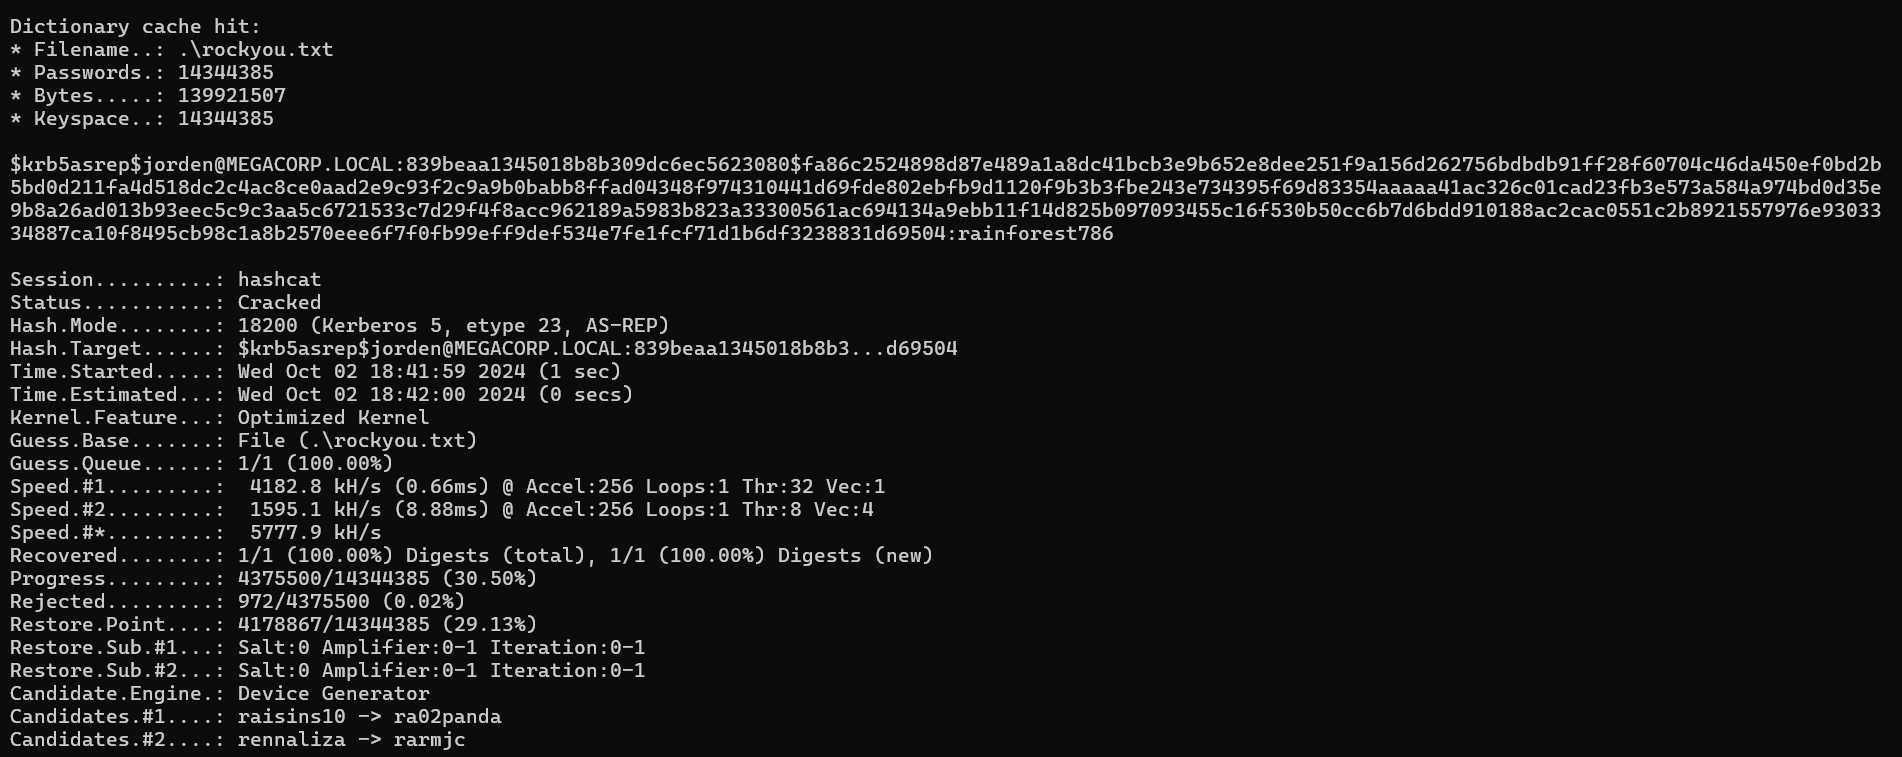 Dictionary cache hit:
* Filename..: .\rockyou.txt
* Passwords.: 14344385
* Bytes.....: 139921507
* Keyspace..: 14344385
$krb5asrep$jorden@MEGACORP.LOCAL:839beaa1345018b8b309dc6ec5623080$fa86c2524898d87e489a1a8dc41bcb3e9b652e8dee251f9a156d262756bdbdb91ff28f60704c46da450ef0bd2b
5bd0d211fa4d518dc2c4ac8ce0aad2e9c93f2c9a9b0babb8ffad04348f974310441d69fde802ebfb9d1120f9b3b3fbe243e734395f69d83354aaaaa41ac326c01cad23fb3e573a584a974bd0d35e
9b8a26ad013b93eec5c9c3aa5c6721533c7d29f4f8acc962189a5983b823a33300561ac694134a9ebb11f14d825b097093455c16f530b50cc6b7d6bdd910188ac2cac0551c2b8921557976e93033
34887ca10f8495cb98c1a8b2570eee6f7f0fb99eff9def534e7fe1fcf71d1b6df3238831d69504:rainforest786
Session..........: hashcat
Status...........: Cracked
Hash.Mode........: 18200 (Kerberos 5, etype 23, AS-REP)
Hash.Target......: $krb5asrep$jorden@MEGACORP.LOCAL:839beaa1345018b8b3...d69504
Time.Started.....: Wed Oct 02 18:41:59 2024 (1 sec)
Time.Estimated...: Wed Oct 02 18:42:00 2024 (0 secs)
Kernel.Feature...: Optimized Kernel
Guess.Base.......: File (.\rockyou.txt)
Guess.Queue......: 1/1 (100.00%)
Speed.#1.........:  4182.8 kH/s (0.66ms) @ Accel:256 Loops:1 Thr:32 Vec:1
Speed.#2.........:  1595.1 kH/s (8.88ms) @ Accel:256 Loops:1 Thr:8 Vec:4
Speed.#*.........:  5777.9 kH/s
Recovered........: 1/1 (100.00%) Digests (total), 1/1 (100.00%) Digests (new)
Progress.........: 4375500/14344385 (30.50%)
Rejected.........: 972/4375500 (0.02%)
Restore.Point....: 4178867/14344385 (29.13%)
Restore.Sub.#1...: Salt:0 Amplifier:0-1 Iteration:0-1
Restore.Sub.#2...: Salt:0 Amplifier:0-1 Iteration:0-1
Candidate.Engine.: Device Generator
Candidates.#1....: raisins10 -> ra02panda
Candidates.#2....: rennaliza -> rarmjc